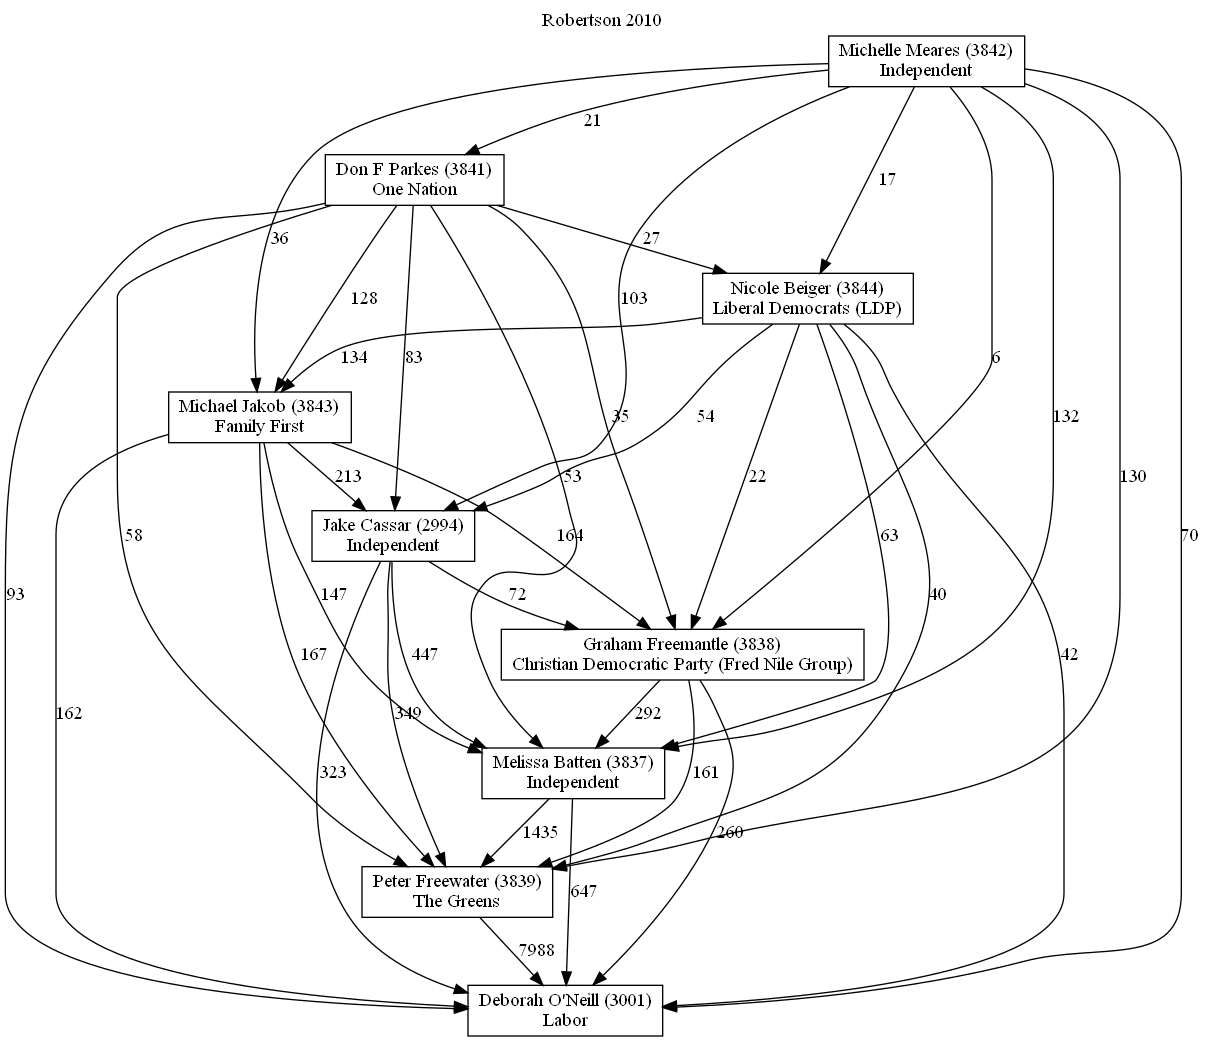 Robertson 2010
Michelle Meares (3842)
Independent
21
Don F Parkes (3841)
One Nation
17
36
27
Nicole Beiger (3844)
Liberal Democrats (LDP)
128
103
134
83
6
Michael Jakob (3843)
Family First
35
54
132
213
53
22
130
Jake Cassar (2994)
Independent
58
164
63
70
93
147
72
40
Graham Freemantle (3838)
Christian Democratic Party (Fred Nile Group)
167
447
42
162
349
292
Melissa Batten (3837)
Independent
323
161
1435
260
Peter Freewater (3839)
The Greens
647
7988
Deborah O'Neill (3001)
Labor